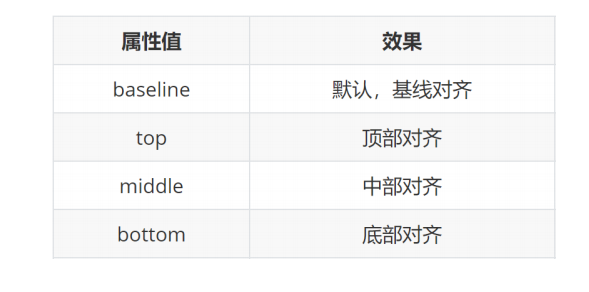 属性值 效果
baseline 默认，基线对齐
top 顶部对齐
middle 中部对齐
bottom 底部对齐